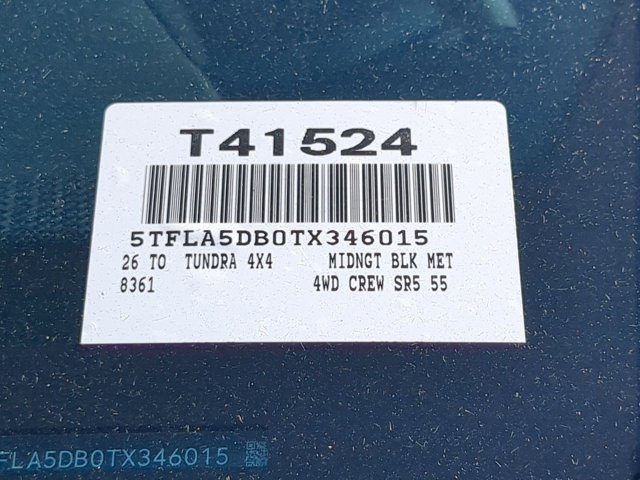 T41524
5TFLA5DB0TX346015
26 TO TUNDRA 4X4 MIDNGT BLK MET
8361 4WD CREW SR5 55
FLA5DB0TX346015